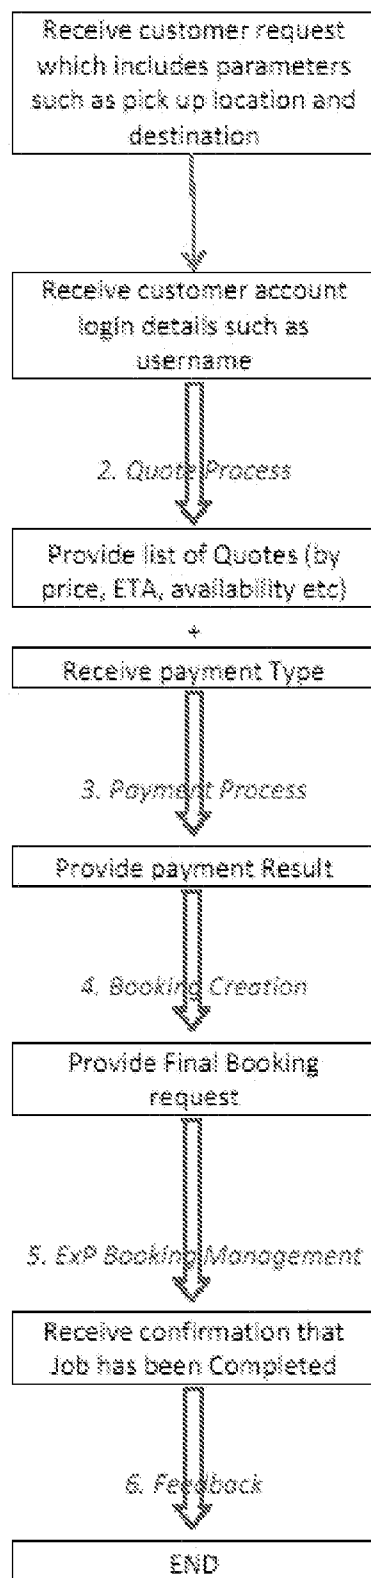 Receive customer request
which includes parameters
such as pick up location and
destination
Receive customer account
login details such as
username
2. Quote Process
Provide list of Quotes (by
price, ETA, availability etc)
+
Receive payment Type
3. Payment Process
Provide payment Result
4. Booking Creation
Provide Final Booking
request
5. ExP Booking Management
Receive confirmation that
Job has been Completed
6. Feedback
END